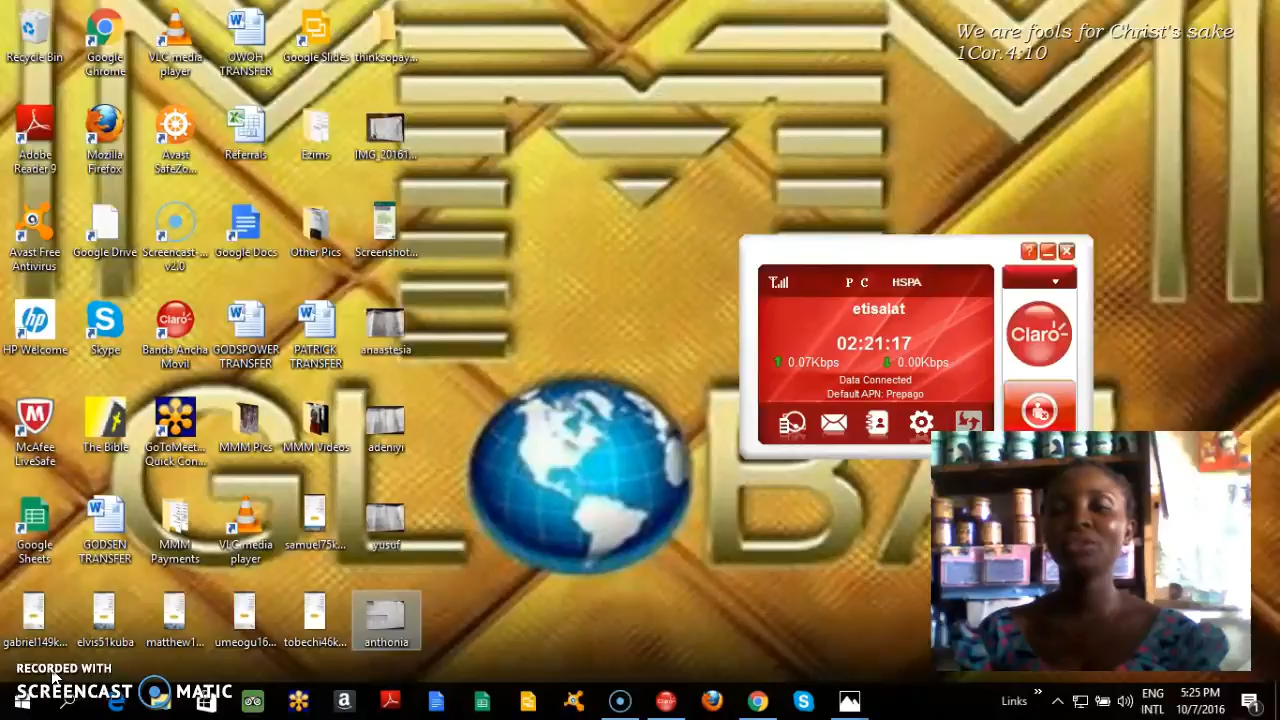 We are fools for Christ's sake
1Cor.4:10
Recycle Bin
Google Chrome
VLC media player
OWOH TRANSFER
Google Slides
thinksopay...
Adobe Reader 9
Mozilla Firefox
Avast SafeZo...
Referrals
Ezims
IMG_20161...
Avast Free Antivirus
Google Drive
Screencast-... v2.0
Google Docs
Other Pics
Screenshot...
HP Welcome
Skype
Banda Ancha Movil
GODSPOWER TRANSFER
PATRICK TRANSFER
anaastesia
McAfee LiveSafe
The Bible
GoToMeet... Quick Con...
MMM Pics
MMM Videos
adeniyi
Google Sheets
GODSEN TRANSFER
MMM Payments
VLC media player
samuel75k...
yusuf
gabriel149k...
elvis51kuba
matthew1...
umeogu16...
tobechi46k...
anthonia
P C HSPA
etisalat
02:21:17
0.07Kbps 0.00Kbps
Data Connected
Default APN: Prepago
Claro
GLOBA
RECORDED WITH
SCREENCAST MATIC
Links
ENG
INTL
5:25 PM
10/7/2016